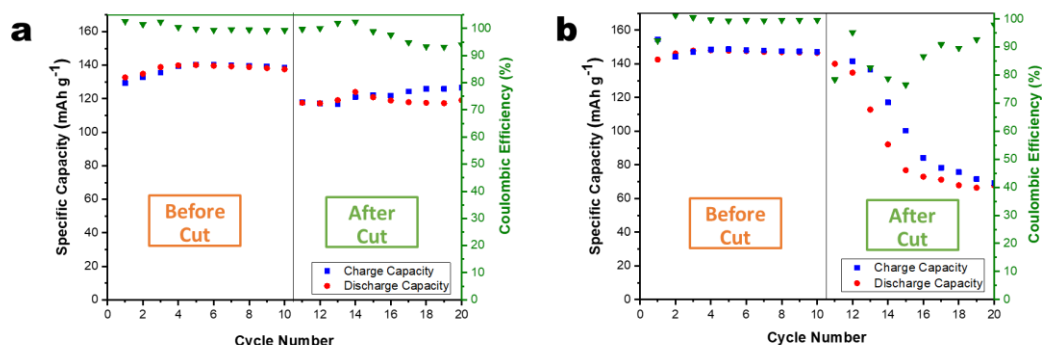 a
Specific Capacity (mAh g⁻¹)
160
140
120
100
80
60
40
20
0
0 2 4 6 8 10 12 14 16 18 20
Cycle Number
Before
Cut
After
Cut
Charge Capacity
Discharge Capacity
105
100
95
90
85
80
75
70
65
60
55
50
45
40
35
30
25
20
15
10
5
0
Coulombic Efficiency (%)
b
Specific Capacity (mAh g⁻¹)
160
140
120
100
80
60
40
20
0
0 2 4 6 8 10 12 14 16 18 20
Cycle Number
Before
Cut
After
Cut
Charge Capacity
Discharge Capacity
100
90
80
70
60
50
40
30
20
10
0
Coulombic Efficiency (%)